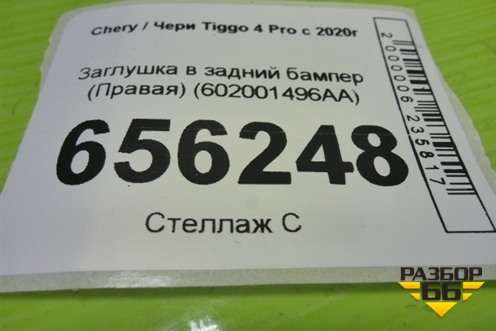 Chery / Чери Tiggo 4 Pro с 2020г
Заглушка в задний бампер
(Правая) (602001496AA)
656248
Стеллаж С
2000006235817
РАЗБОР
66